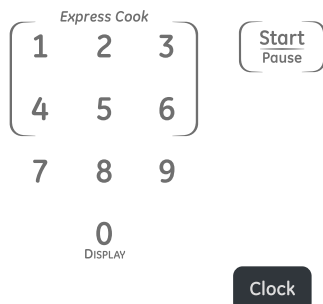 Express Cook
1 2 3
Start
Pause
4 5 6
7 8 9
0
DISPLAY
Clock